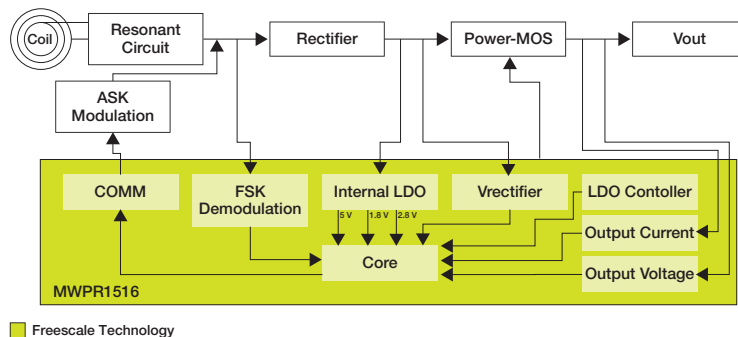 Coil
Resonant
Circuit
Rectifier
Power-MOS
Vout
ASK
Modulation
COMM
FSK
Demodulation
Internal LDO
Vrectifier
LDO Contoller
5 V
1.8 V
2.8 V
Output Current
Core
Output Voltage
MWPR1516
Freescale Technology